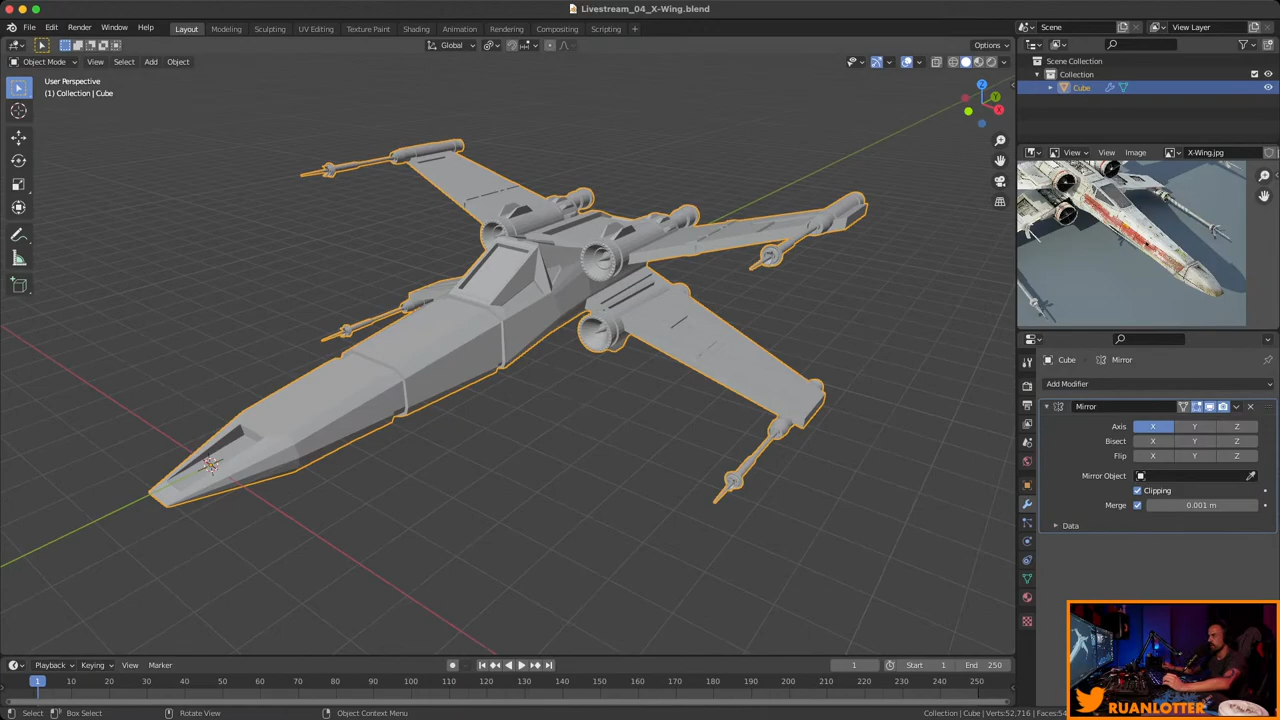 Livestream_04_X-Wing.blend
File Edit Render Window Help
Layout Modeling Sculpting UV Editing Texture Paint Shading Animation Rendering Compositing Scripting +
Scene
View Layer
Global
Options
Object Mode View Select Add Object
User Perspective
(1) Collection | Cube
Z
Y
X
Scene Collection
Collection
Cube
View View Image X-Wing.jpg
Cube Mirror
Add Modifier
Mirror
Axis X Y Z
Bisect X Y Z
Flip X Y Z
Mirror Object
Clipping
Merge 0.001 m
Data
Playback Keying View Marker
1 Start 1 End 250
1 10 20 30 40 50 60 70 80 90 100 110 120 130 140 150 160 170 180 190 200 210 220 230 240 250
Select Box Select Rotate View Object Context Menu
Collection | Cube Verts:52,716 | Faces:54
RUANLOTTER